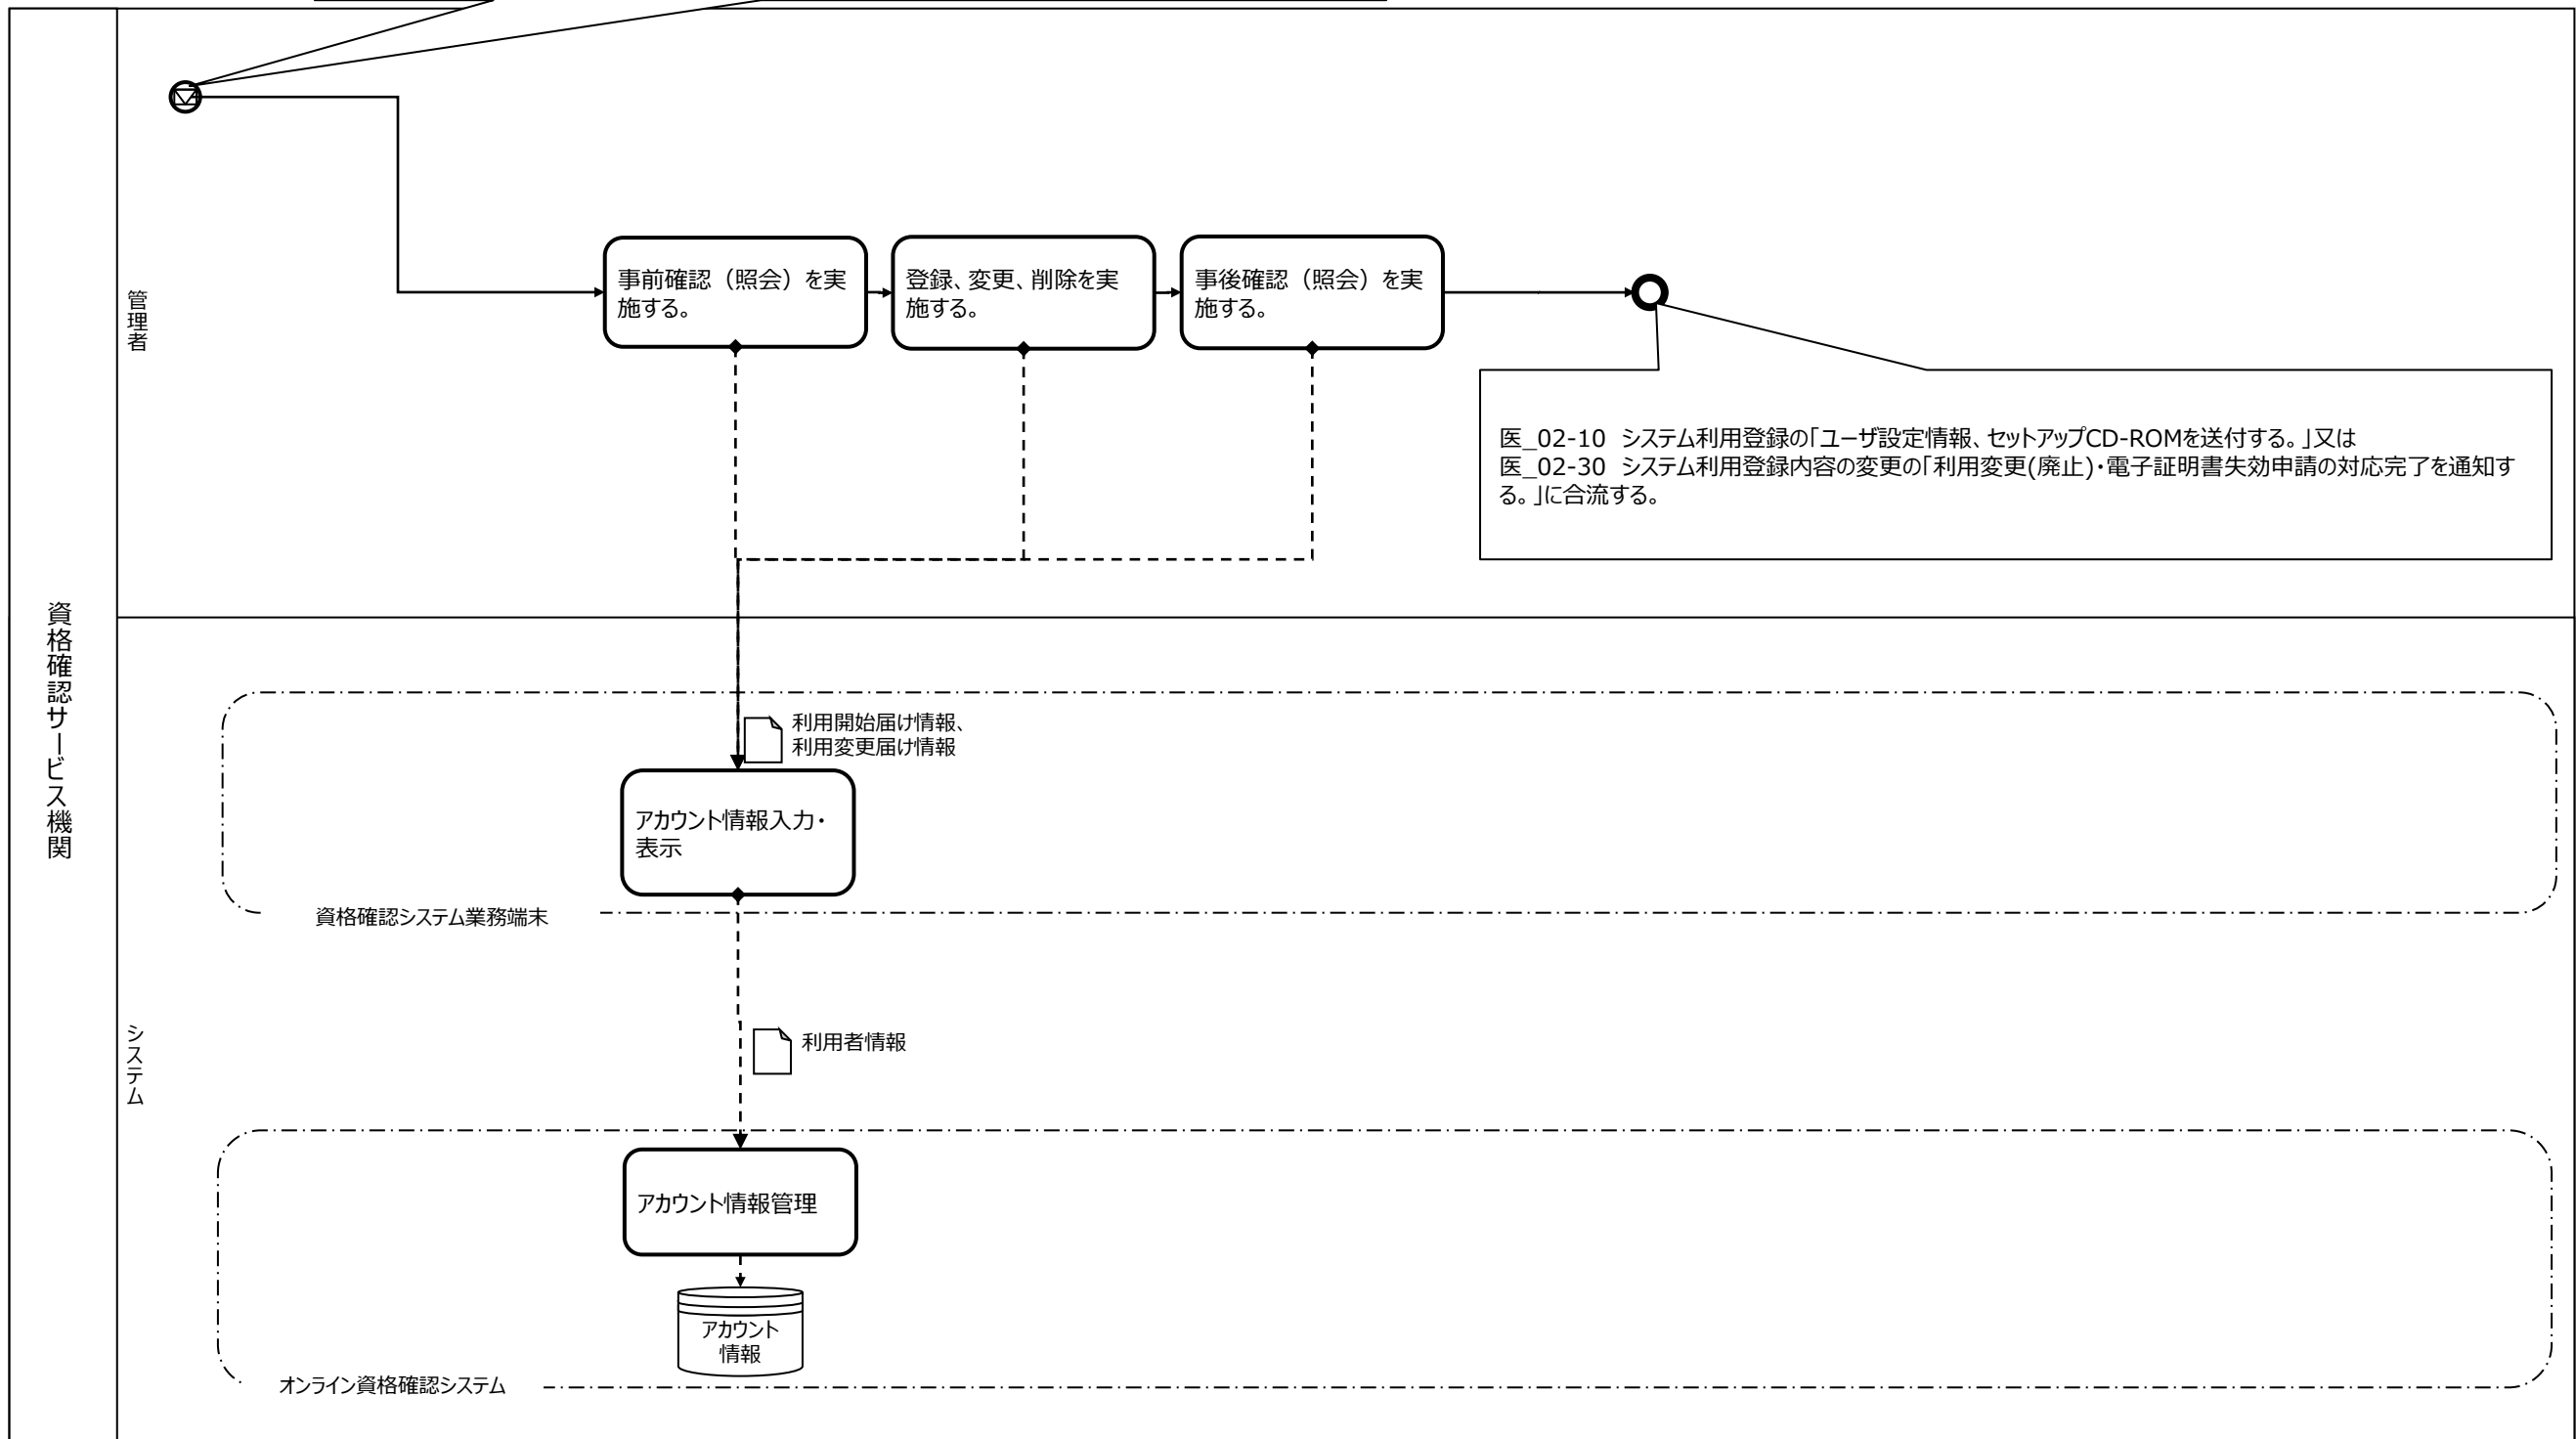 資格確認サービス機関
管理者
事前確認（照会）を実
施する。
登録、変更、削除を実
施する。
事後確認（照会）を実
施する。
医_02-10　システム利用登録の「ユーザ設定情報、セットアップCD-ROMを送付する。」又は
医_02-30　システム利用登録内容の変更の「利用変更(廃止)・電子証明書失効申請の対応完了を通知す
る。」に合流する。
システム
利用開始届け情報、
利用変更届け情報
アカウント情報入力・
表示
資格確認システム業務端末
利用者情報
アカウント情報管理
アカウント
情報
オンライン資格確認システム